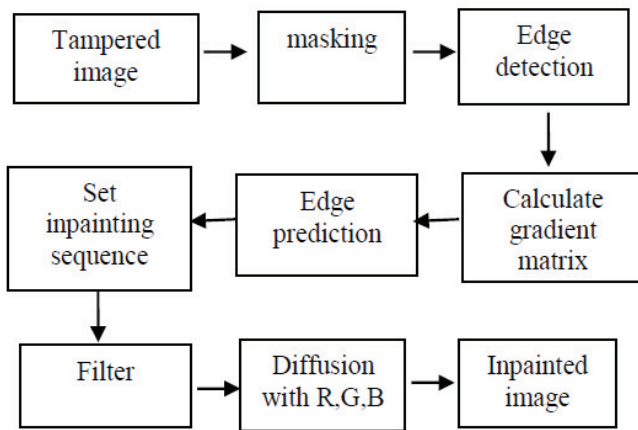 Tampered
image
masking
Edge
detection
Calculate
gradient
matrix
Edge
prediction
Set
inpainting
sequence
Filter
Diffusion
with R,G,B
Inpainted
image